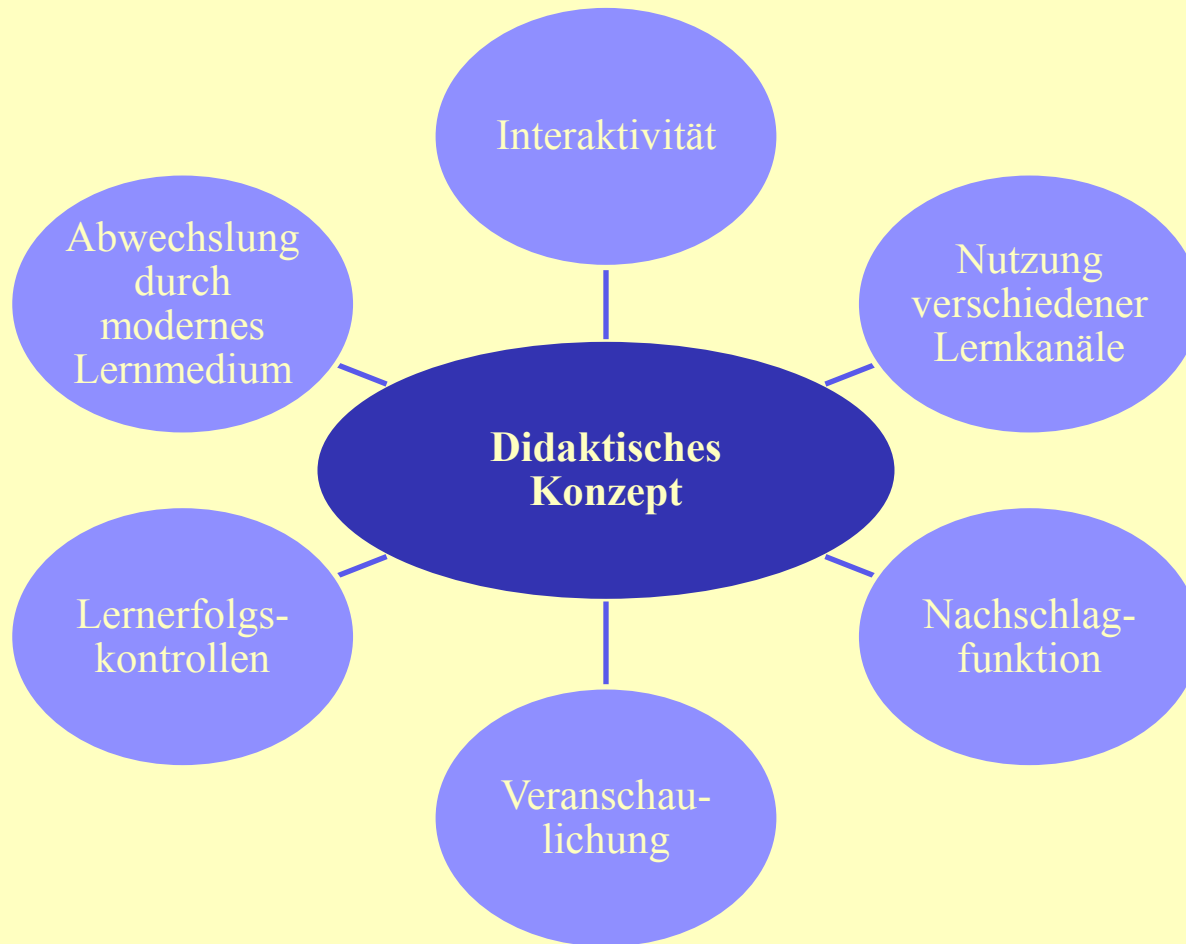 Interaktivität
Abwechslung
durch
modernes
Lernmedium
Nutzung
verschiedener
Lernkanäle
Didaktisches
Konzept
Lernerfolgs-
kontrollen
Nachschlag-
funktion
Veranschau-
lichung